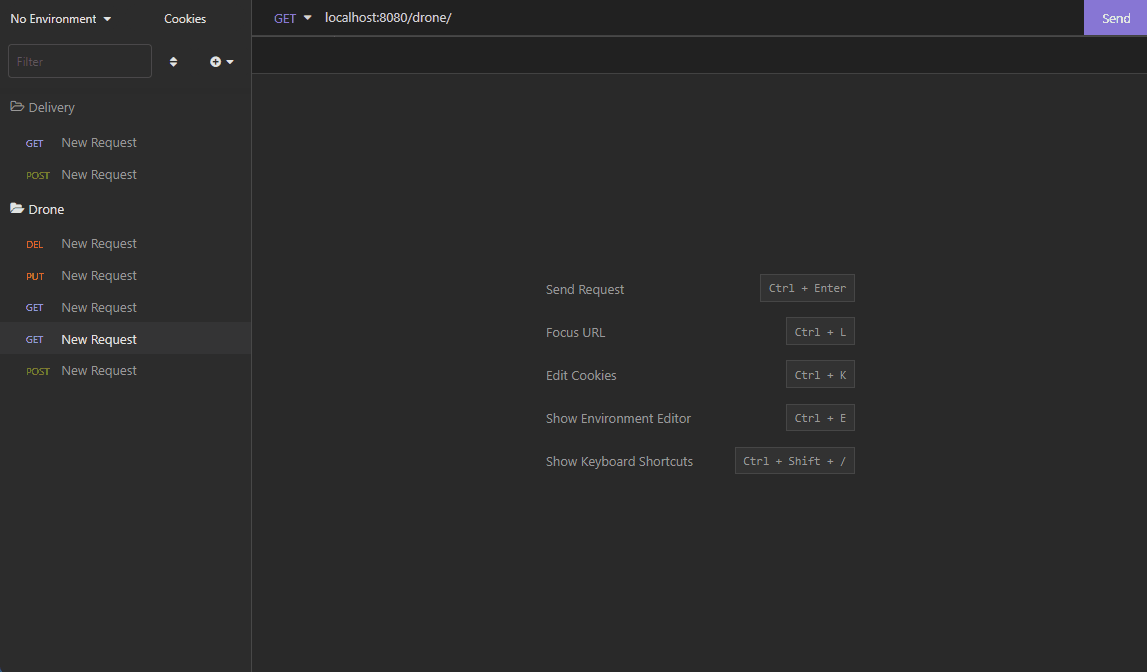 No Environment
Cookies
GET
localhost:8080/drone/
Send
Filter
Delivery
GET New Request
POST New Request
Drone
DEL New Request
PUT New Request
GET New Request
GET New Request
POST New Request
Send Request Ctrl + Enter
Focus URL Ctrl + L
Edit Cookies Ctrl + K
Show Environment Editor Ctrl + E
Show Keyboard Shortcuts Ctrl + Shift + /